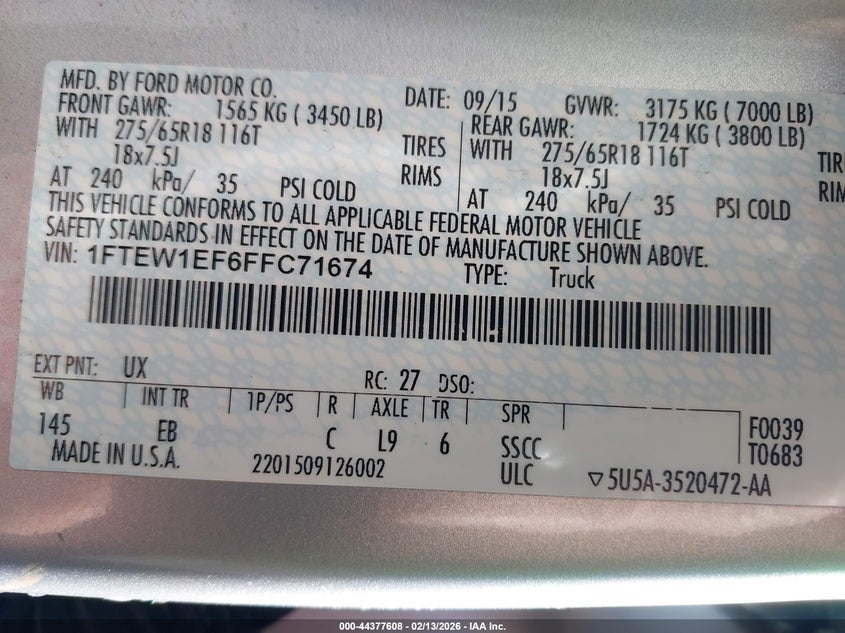 MFD. BY FORD MOTOR CO.
DATE: 09/15 GVWR: 3175 KG ( 7000 LB)
FRONT GAWR: 1565 KG ( 3450 LB)
REAR GAWR: 1724 KG ( 3800 LB)
WITH 275/65R18 116T TIRES
WITH 275/65R18 116T TIR
18x7.5J RIMS
18x7.5J RIM
AT 240 kPa/ 35 PSI COLD
AT 240 kPa/ 35 PSI COLD
THIS VEHICLE CONFORMS TO ALL APPLICABLE FEDERAL MOTOR VEHICLE
SAFETY STANDARDS IN EFFECT ON THE DATE OF MANUFACTURE SHOWN ABOVE.
VIN: 1FTEW1EF6FFC71674
TYPE: Truck
EXT PNT: UX RC: 27 DSO:
WB INT TR 1P/PS R AXLE TR SPR
145 EB C L9 6 SSCC
F0039
T0683
MADE IN U.S.A. 2201509126002 ULC ▽5U5A-3520472-AA
000-44377608 - 02/13/2026 - IAA Inc.